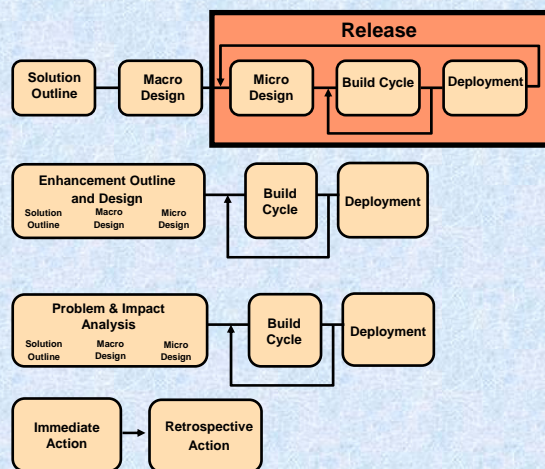 Release
Solution
Outline
Macro
Design
Micro
Design
Build Cycle
Deployment
Enhancement Outline
and Design
Solution
Outline
Macro
Design
Micro
Design
Build
Cycle
Deployment
Problem & Impact
Analysis
Solution
Outline
Macro
Design
Micro
Design
Build
Cycle
Deployment
Immediate
Action
Retrospective
Action